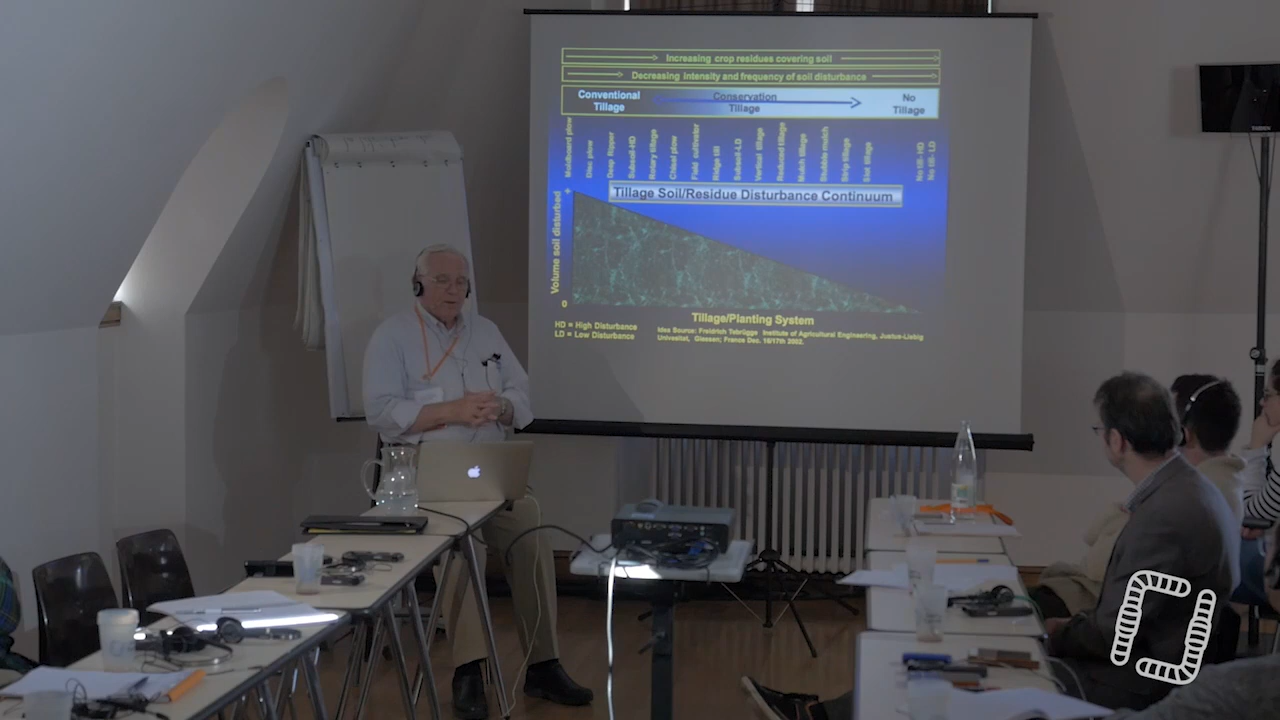 Increasing crop residues covering soil
Decreasing intensity and frequency of soil disturbance
Conventional Tillage
Conservation Tillage
No Tillage
Moldboard plow
Disc plow
Deep Ripper
Subsoil-HD
Rotary tillage
Chisel plow
Field cultivator
Ridge till
Subsoil-LD
Vertical tillage
Reduced tillage
Mulch tillage
Stubble mulch
Strip tillage
Slot tillage
No till- HD
No till- LD
Tillage Soil/Residue Disturbance Continuum
+
Volume soil disturbed
0
Tillage/Planting System
HD = High Disturbance
LD = Low Disturbance
Idea Source: Freidrich Tebrügge Institute of Agricultural Engineering, Justus-Liebig
Univesitat, Giessen; France Dec. 16/17th 2002.